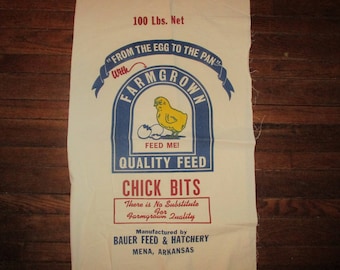 100 Lbs. Net
"FROM THE EGG TO THE PAN"
With
FARMGROWN
FEED ME!
QUALITY FEED
CHICK BITS
There is No Substitute
For
Farmgrown Quality
Manufactured by
BAUER FEED & HATCHERY
MENA, ARKANSAS